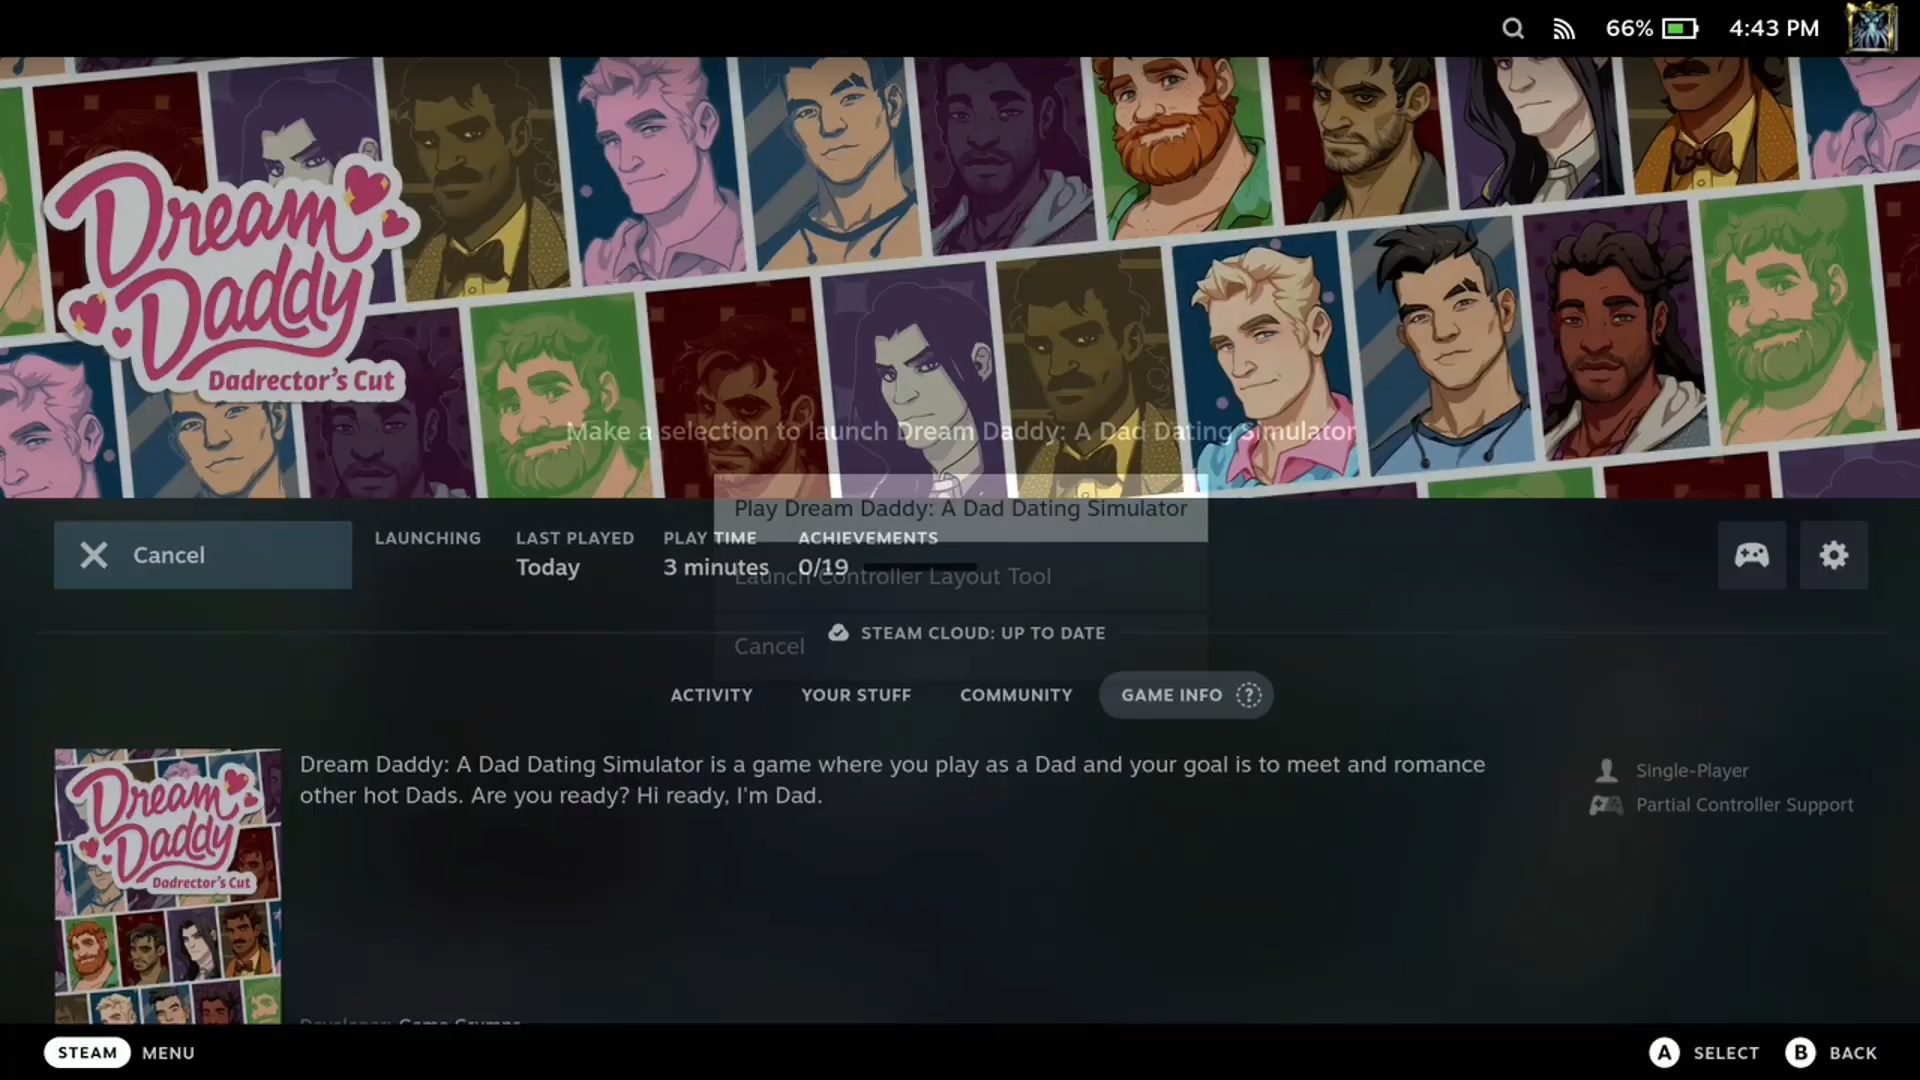 66%
4:43 PM
Dream
Daddy
Dadrector's Cut
Make a selection to launch Dream Daddy: A Dad Dating Simulator
Play Dream Daddy: A Dad Dating Simulator
Cancel
LAUNCHING
LAST PLAYED
Today
PLAY TIME
3 minutes
ACHIEVEMENTS
0/19
Launch Controller Layout Tool
Cancel
STEAM CLOUD: UP TO DATE
ACTIVITY
YOUR STUFF
COMMUNITY
GAME INFO
Dream
Daddy
Dadrector's Cut
Dream Daddy: A Dad Dating Simulator is a game where you play as a Dad and your goal is to meet and romance
other hot Dads. Are you ready? Hi ready, I'm Dad.
Single-Player
Partial Controller Support
Developer: Game Grumps
STEAM MENU
A SELECT
B BACK